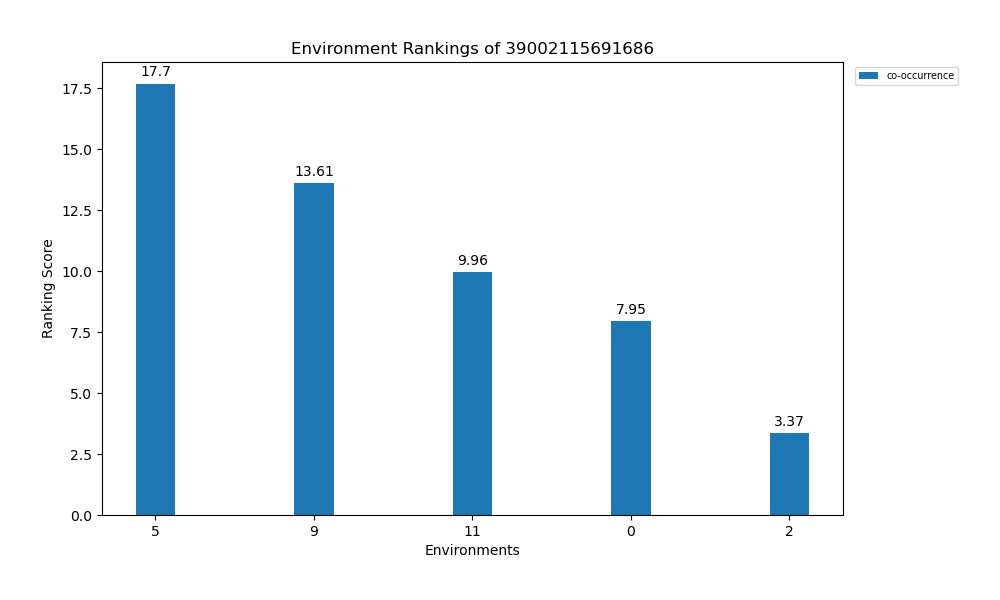 Environment Rankings of 39002115691686
co-occurrence
Ranking Score
17.5
15.0
12.5
10.0
7.5
5.0
2.5
0.0
17.7
13.61
9.96
7.95
3.37
5 9 11 0 2
Environments